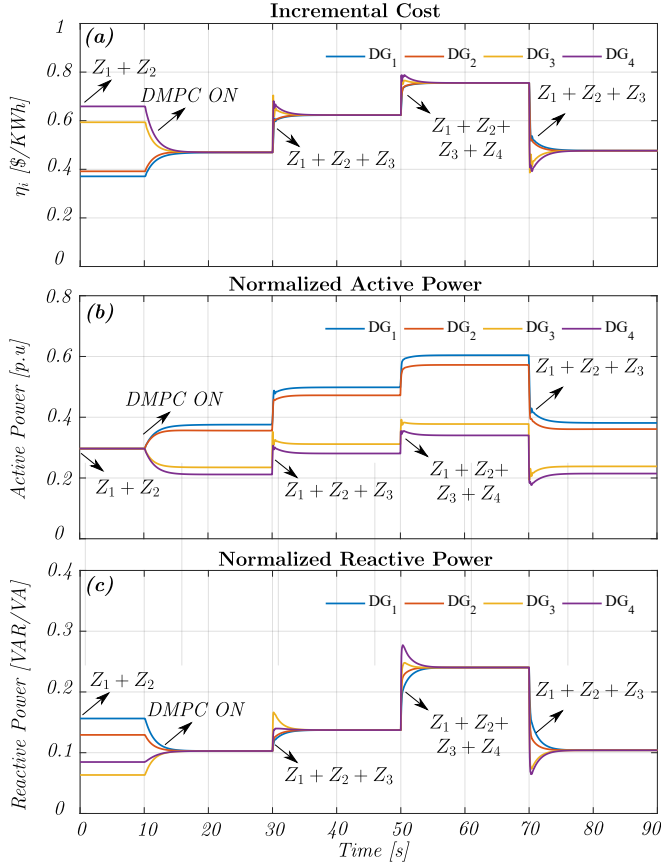 Incremental Cost
(a)
DG1 DG2 DG3 DG4
Z1 + Z2
DMPC ON
Z1 + Z2 + Z3
Z1 + Z2+
Z3 + Z4
Z1 + Z2 + Z3
1
0.8
0.6
0.4
0.2
0
ηi [$/KWh]
Normalized Active Power
(b)
DG1 DG2 DG3 DG4
DMPC ON
Z1 + Z2
Z1 + Z2 + Z3
Z1 + Z2+
Z3 + Z4
Z1 + Z2 + Z3
0.8
0.6
0.4
0.2
0
Active Power [p.u]
Normalized Reactive Power
(c)
DG1 DG2 DG3 DG4
Z1 + Z2
DMPC ON
Z1 + Z2 + Z3
Z1 + Z2+
Z3 + Z4
Z1 + Z2 + Z3
0.4
0.3
0.2
0.1
0
Reactive Power [VAR/VA]
0 10 20 30 40 50 60 70 80 90
Time [s]